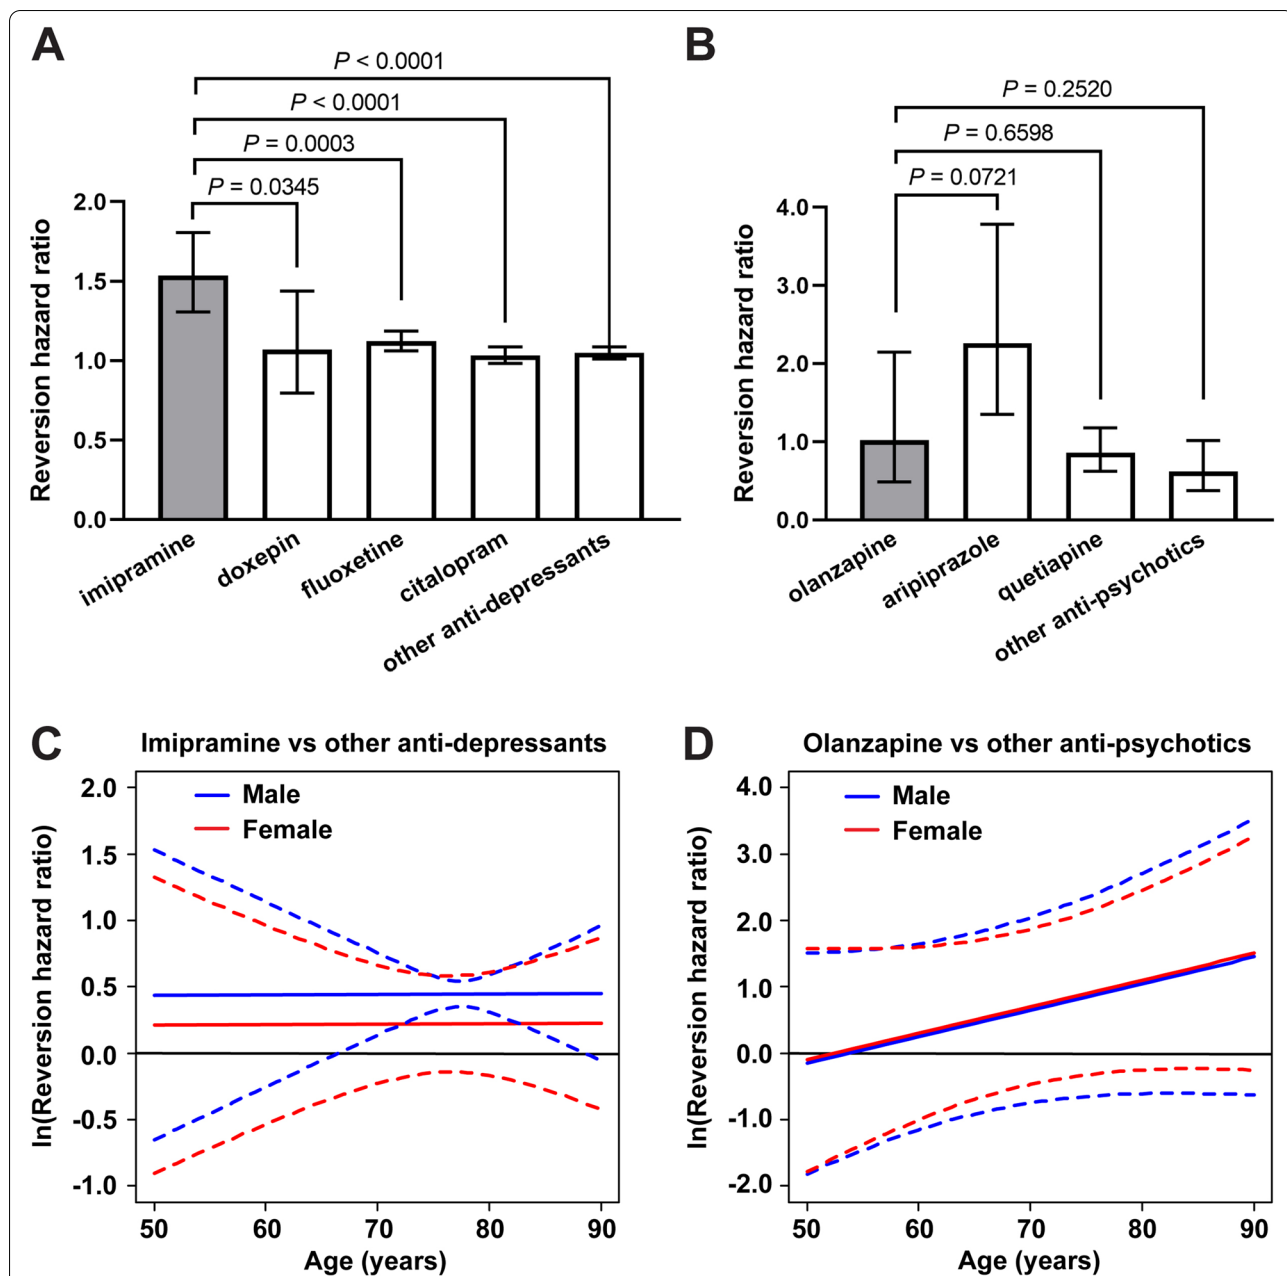 A
P < 0.0001
P < 0.0001
P = 0.0003
P = 0.0345
Reversion hazard ratio
2.0
1.5
1.0
0.5
0.0
imipramine
doxepin
fluoxetine
citalopram
other anti-depressants
B
P = 0.2520
P = 0.6598
P = 0.0721
Reversion hazard ratio
4.0
3.0
2.0
1.0
0.0
olanzapine
aripiprazole
quetiapine
other anti-psychotics
C
Imipramine vs other anti-depressants
Male
Female
ln(Reversion hazard ratio)
2.0
1.5
1.0
0.5
0.0
-0.5
-1.0
50 60 70 80 90
Age (years)
D
Olanzapine vs other anti-psychotics
Male
Female
ln(Reversion hazard ratio)
4.0
3.0
2.0
1.0
0.0
-1.0
-2.0
50 60 70 80 90
Age (years)